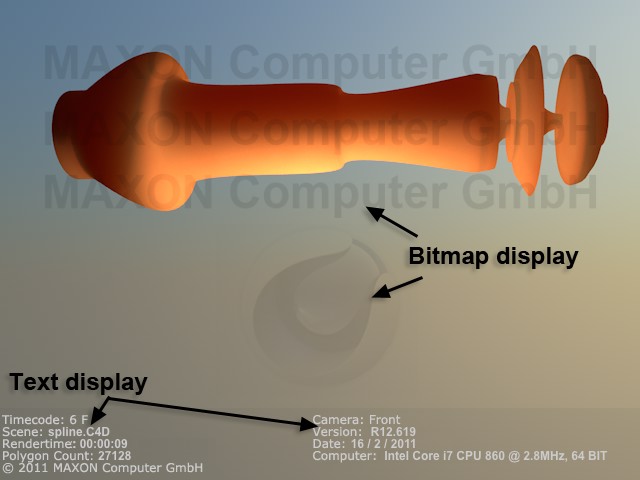 MAXON Computer GmbH
MAXON Computer GmbH
MAXON Computer GmbH
Bitmap display
Text display
Timecode: 6 F
Scene: spline.C4D
Rendertime: 00:00:09
Polygon Count: 27128
© 2011 MAXON Computer GmbH
Camera: Front
Version: R12.619
Date: 16 / 2 / 2011
Computer: Intel Core i7 CPU 860 @ 2.8MHz, 64 BIT